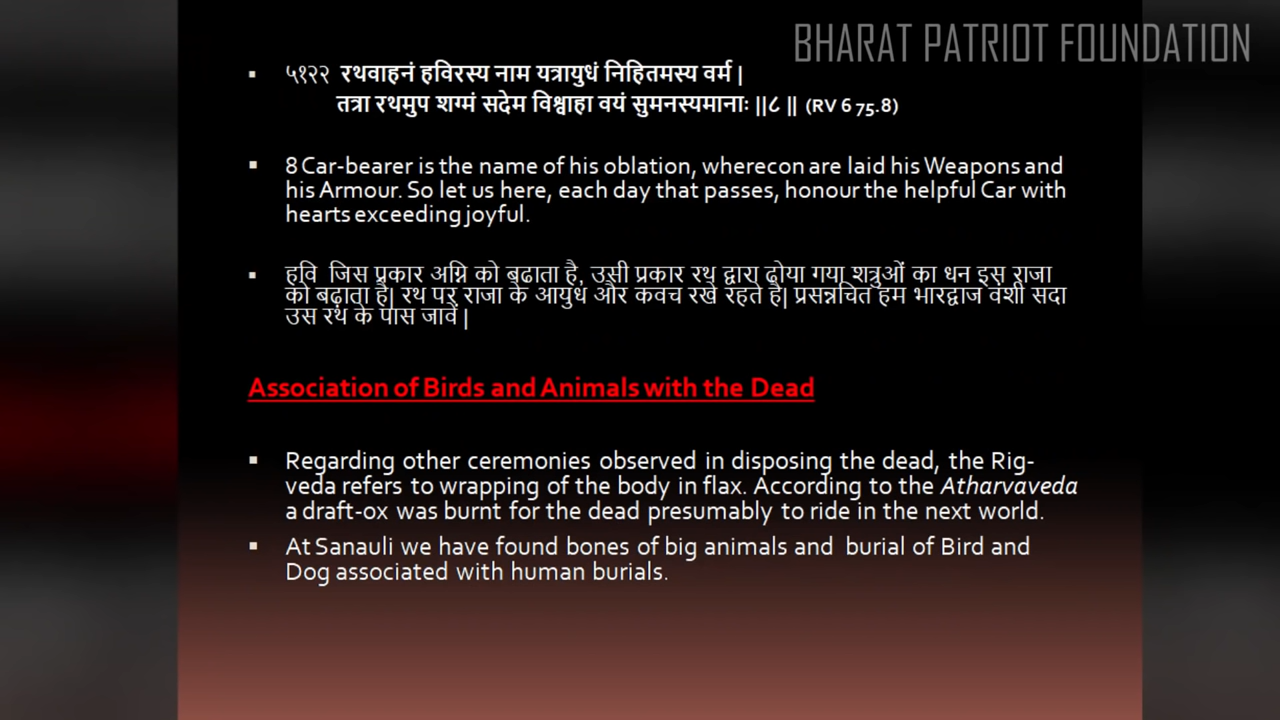 BHARAT PATRIOT FOUNDATION
▪ ५१२२ रथवाहनं हविरस्य नाम यत्रायुधं निहितमस्य वर्म |
तत्रा रथमुप शग्मं सदेम विश्वाहा वयं सुमनस्यमानाः ||८ || (RV 6 75.8)
▪ 8 Car-bearer is the name of his oblation, wherecon are laid his Weapons and
his Armour. So let us here, each day that passes, honour the helpful Car with
hearts exceeding joyful.
▪ हवि जिस प्रकार अग्नि को बढाता है, उसी प्रकार रथ द्वारा ढोया गया शत्रुओं का धन इस राजा
को बढ़ाता है| रथ पर राजा के आयुध और कवच रखे रहते है| प्रसन्नचित हम भारद्वाज वंशी सदा
उस रथ के पास जावें |
Association of Birds and Animals with the Dead
▪ Regarding other ceremonies observed in disposing the dead, the Rig-
veda refers to wrapping of the body in flax. According to the Atharvaveda
a draft-ox was burnt for the dead presumably to ride in the next world.
▪ At Sanauli we have found bones of big animals and burial of Bird and
Dog associated with human burials.